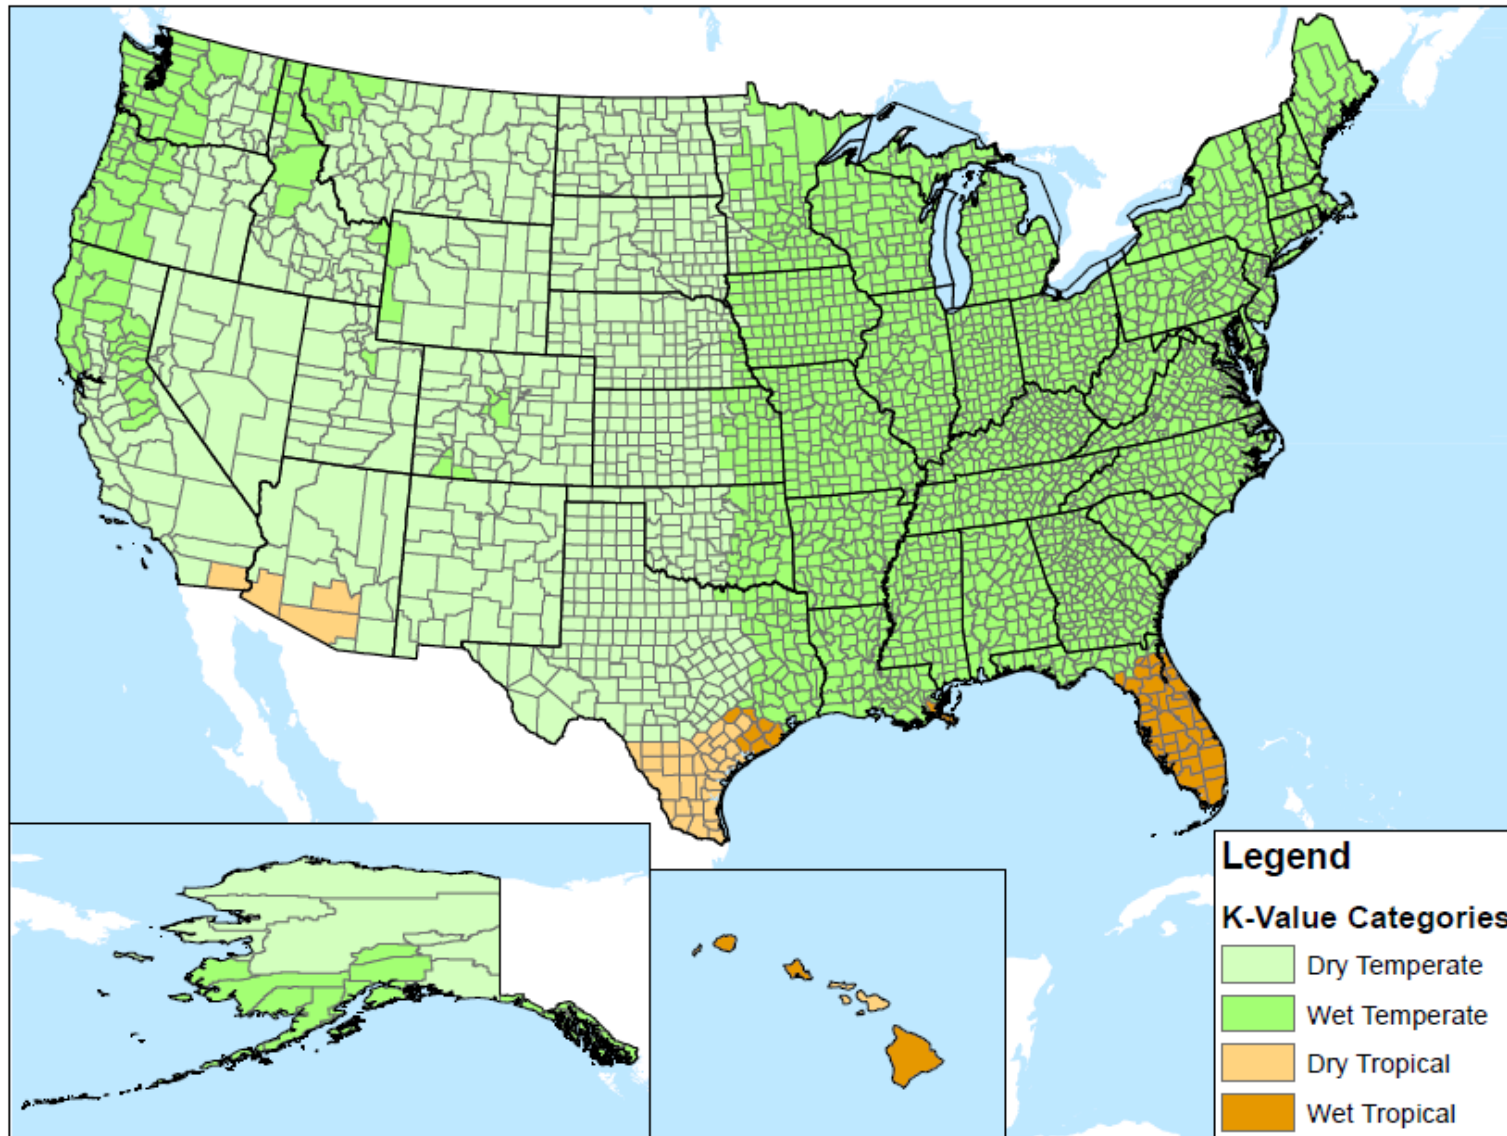 Legend
K-Value Categories
Dry Temperate
Wet Temperate
Dry Tropical
Wet Tropical